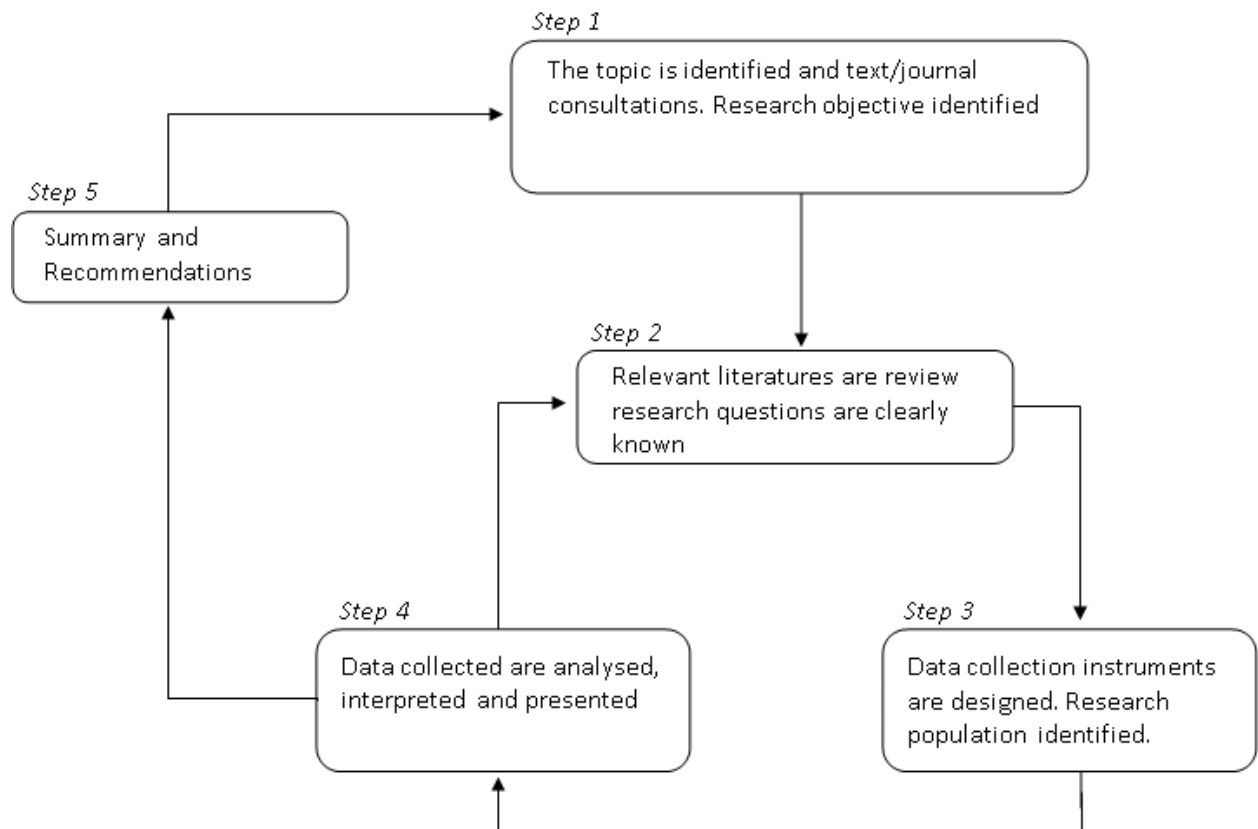 Step 1
The topic is identified and text/journal
consultations. Research objective identified
Step 5
Summary and
Recommendations
Step 2
Relevant literatures are review
research questions are clearly
known
Step 4
Data collected are analysed,
interpreted and presented
Step 3
Data collection instruments
are designed. Research
population identified.